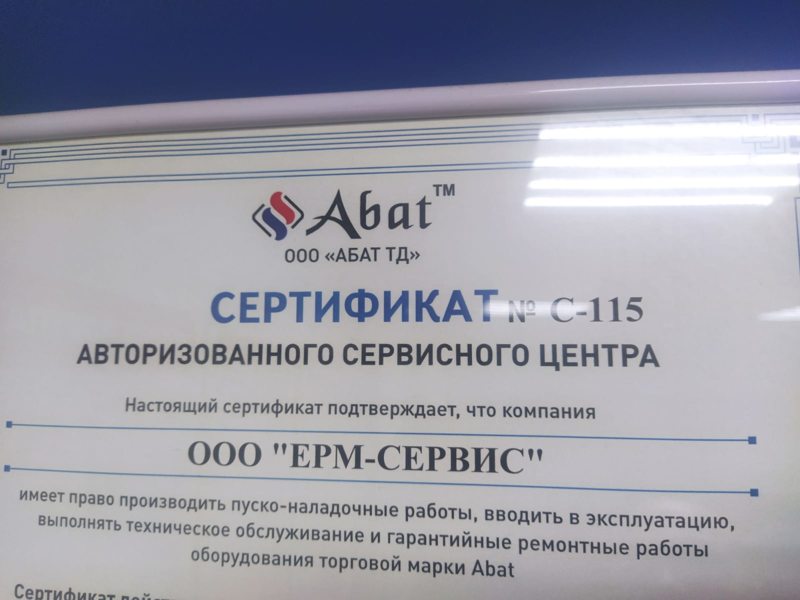 Abat™
ООО «АБАТ ТД»
СЕРТИФИКАТ № С-115
АВТОРИЗОВАННОГО СЕРВИСНОГО ЦЕНТРА
Настоящий сертификат подтверждает, что компания
ООО "ЕРМ-СЕРВИС"
имеет право производить пуско-наладочные работы, вводить в эксплуатацию,
выполнять техническое обслуживание и гарантийные ремонтные работы
оборудования торговой марки Abat
Сертификат